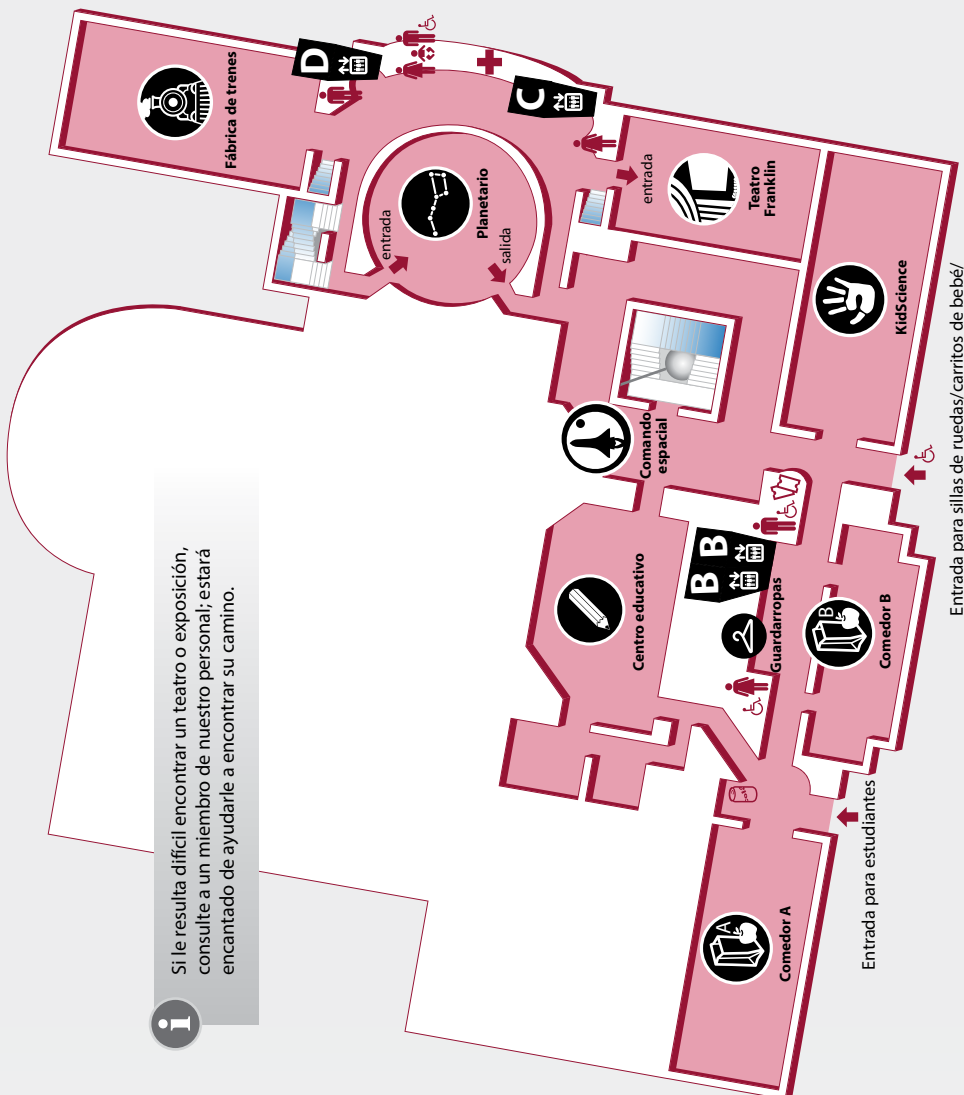 Si le resulta difícil encontrar un teatro o exposición,
consulte a un miembro de nuestro personal; estará
encantado de ayudarle a encontrar su camino.
i
Fábrica de trenes
D
C
entrada
Planetario
salida
entrada
Teatro
Franklin
KidScience
Comando
espacial
Centro educativo
B
B
Guardarropas
B
Comedor B
A
Comedor A
Entrada para estudiantes
Entrada para sillas de ruedas/carritos de bebé/